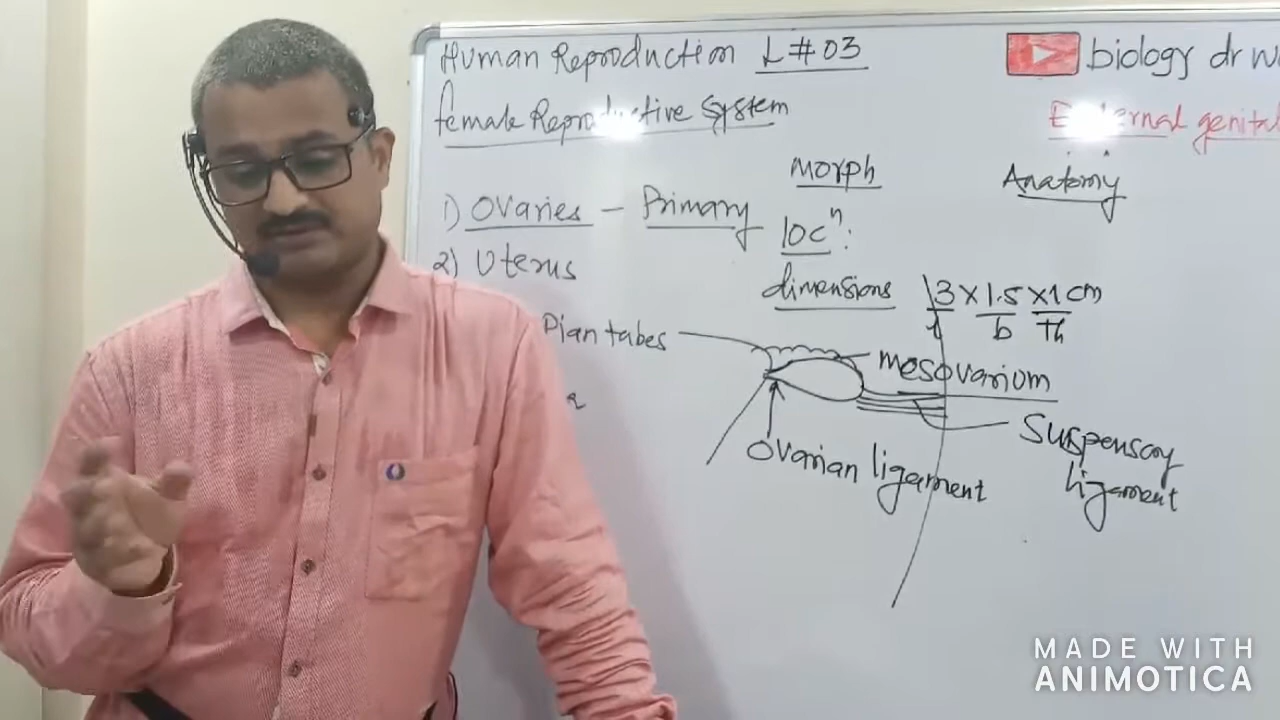 Human Reproduction L#03
biology dr
female Reproductive System
External genital
morph
Anatomy
1) Ovaries - Primary
locⁿ:
2) Uterus
dimensions 3 x 1.5 x 1 cm
l b Th
Pian tubes
mesovarium
Suspensory
ligament
Ovarian ligament
MADE WITH
ANIMOTICA